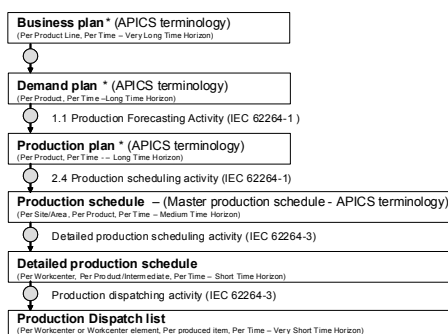 Business plan * (APICS terminology)
(Per Product Line, Per Time – Very Long Time Horizon)
Demand plan * (APICS terminology)
(Per Product, Per Time –Long Time Horizon)
1.1 Production Forecasting Activity (IEC 62264-1 )
Production plan * (APICS terminology)
(Per Product, Per Time - – Long Time Horizon)
2.4 Production scheduling activity (IEC 62264-1)
Production schedule – (Master production schedule - APICS terminology)
(Per Site/Area, Per Product, Per Time – Medium Time Horizon)
Detailed production scheduling activity (IEC 62264-3)
Detailed production schedule
(Per Workcenter, Per Product/Intermediate, Per Time – Short Time Horizon)
Production dispatching activity (IEC 62264-3)
Production Dispatch list
(Per Workcenter or Workcenter element, Per produced item, Per Time – Very Short Time Horizon)